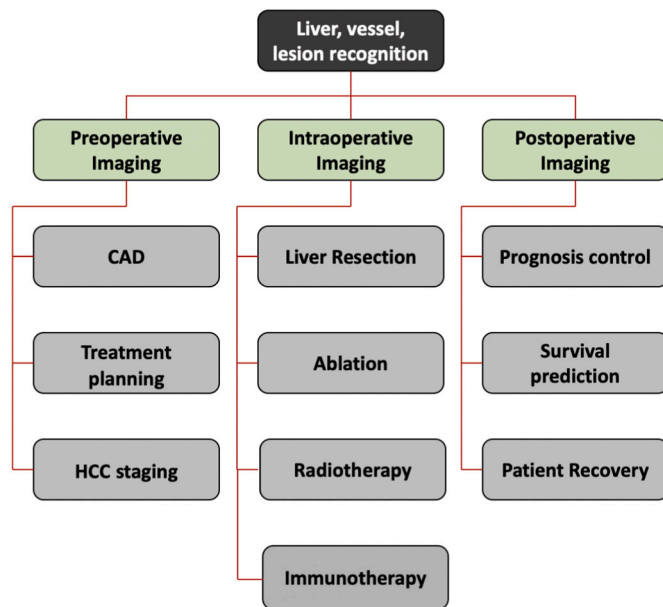 Liver, vessel,
lesion recognition
Preoperative
Imaging
Intraoperative
Imaging
Postoperative
Imaging
CAD
Liver Resection
Prognosis control
Treatment
planning
Ablation
Survival
prediction
HCC staging
Radiotherapy
Patient Recovery
Immunotherapy